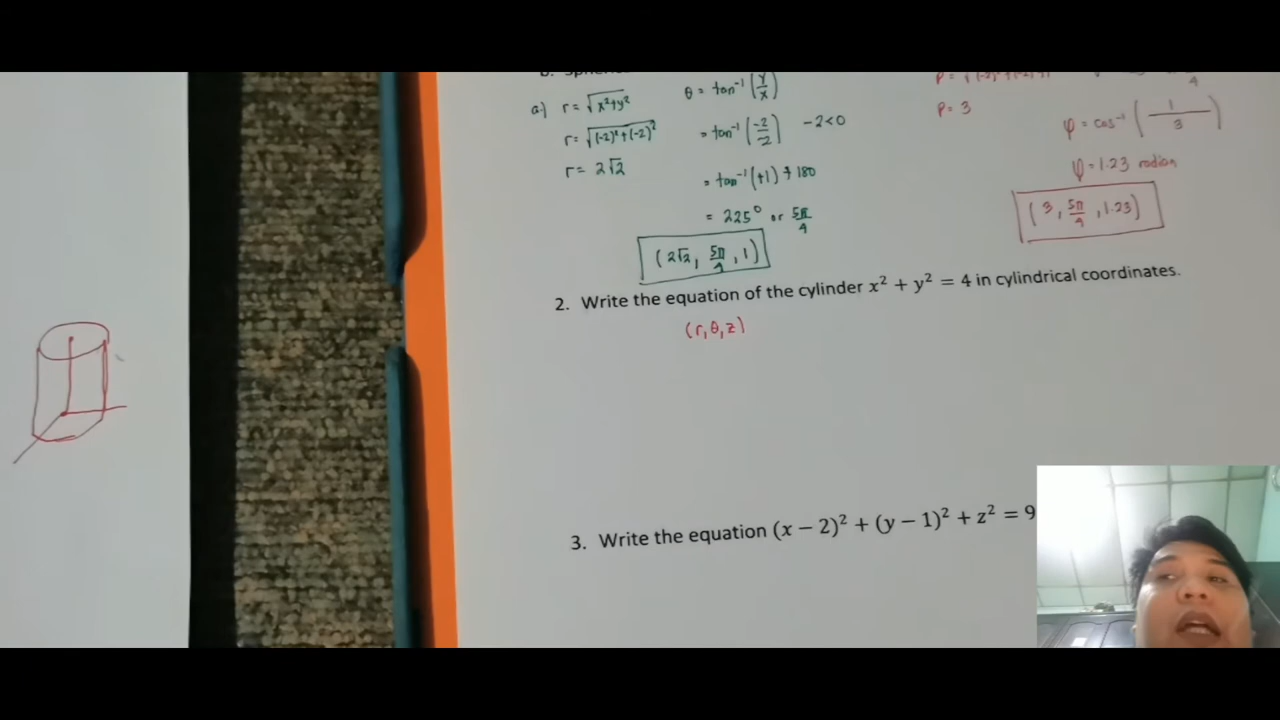 a.) r = √x²+y²
r = √(-2)²+(-2)²
r = 2√2
θ = tan⁻¹ (y/x)
= tan⁻¹ (-2/-2) -2<0
= tan⁻¹ (+1) + 180
= 225° or 5π/4
(2√2, 5π/4, 1)
ρ = 3
φ = cos⁻¹ (1/3)
φ = 1.23 radian
(3, 5π/4, 1.23)
2. Write the equation of the cylinder x² + y² = 4 in cylindrical coordinates.
(r,θ,z)
3. Write the equation (x − 2)² + (y − 1)² + z² = 9